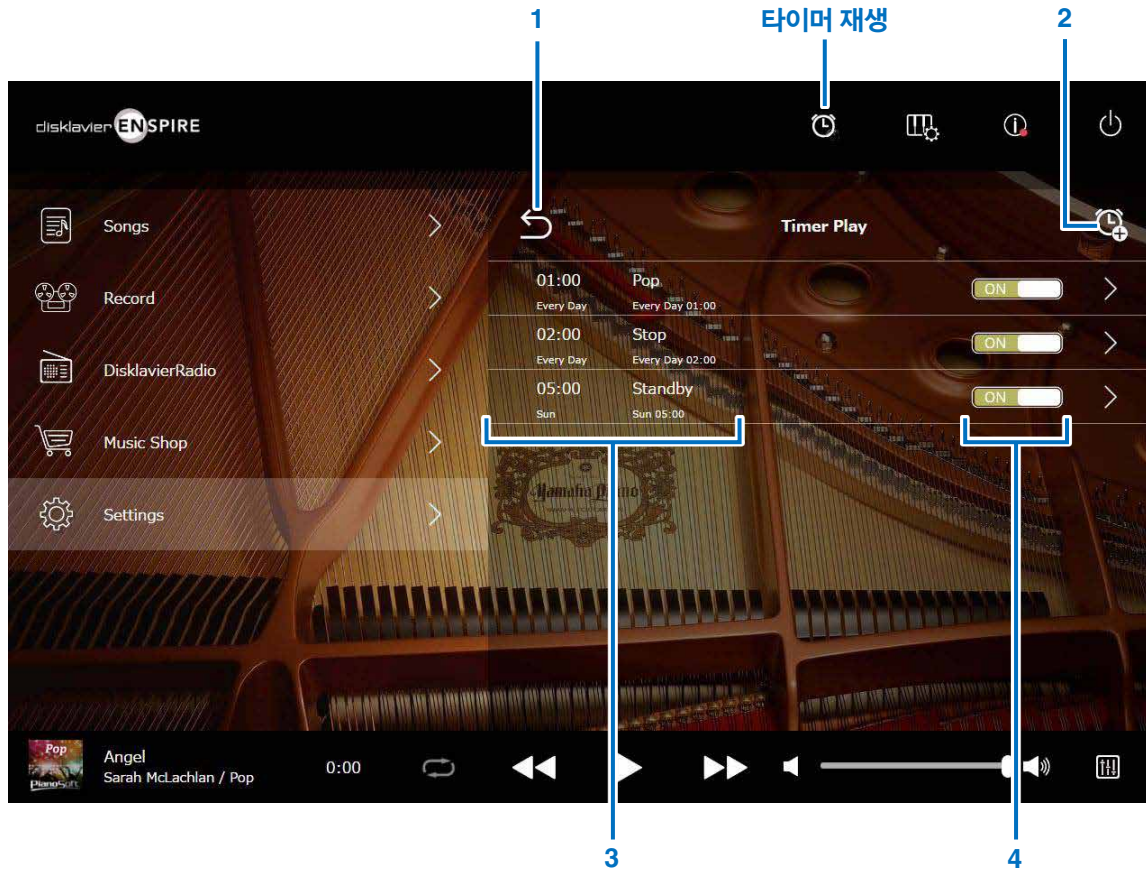 1
타이머 재생
2
disklavier ENSPIRE
Songs
Record
DisklavierRadio
Music Shop
Settings
Timer Play
01:00 Pop
Every Day Every Day 01:00
ON
02:00 Stop
Every Day Every Day 02:00
ON
05:00 Standby
Sun Sun 05:00
ON
Yamaha Piano
Pop
PianoSoft
Angel
Sarah McLachlan / Pop
0:00
3
4